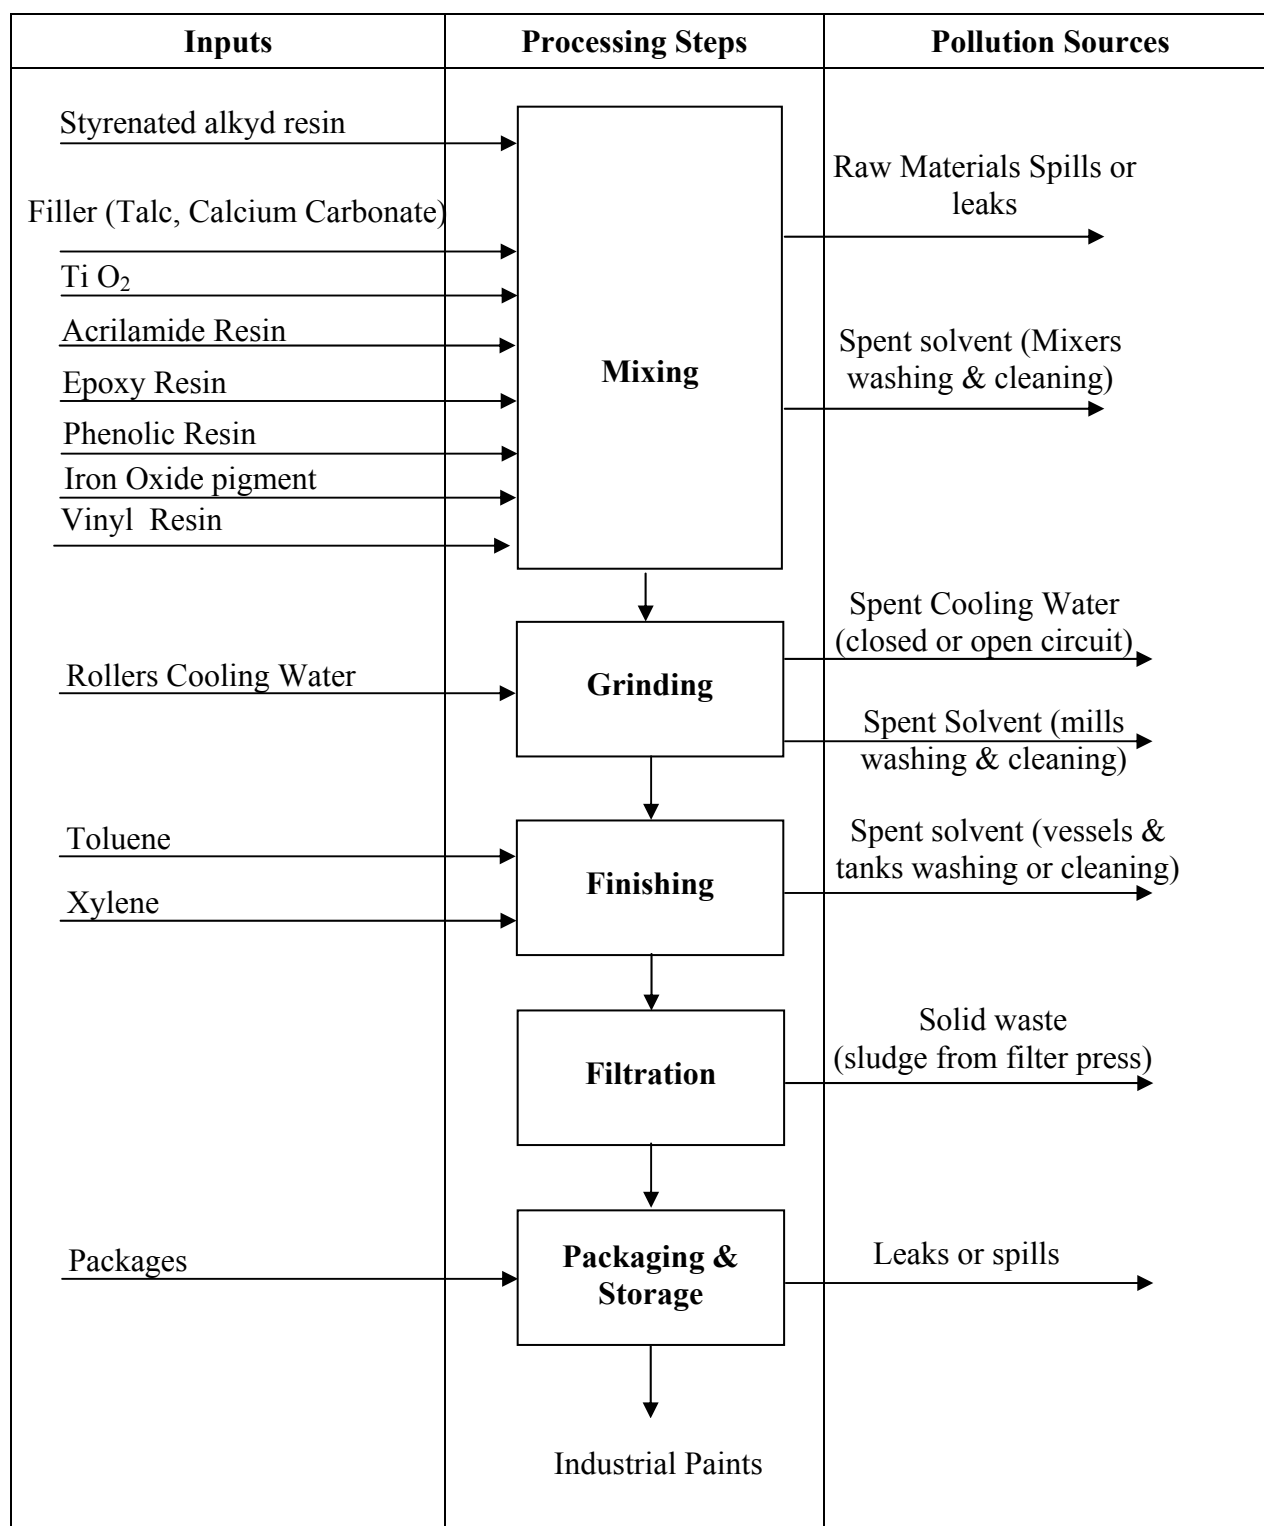 Inputs
Processing Steps
Pollution Sources
Styrenated alkyd resin
Filler (Talc, Calcium Carbonate)
Ti O₂
Acrilamide Resin
Epoxy Resin
Phenolic Resin
Iron Oxide pigment
Vinyl Resin
Mixing
Raw Materials Spills or
leaks
Spent solvent (Mixers
washing & cleaning)
Rollers Cooling Water
Grinding
Spent Cooling Water
(closed or open circuit)
Spent Solvent (mills
washing & cleaning)
Toluene
Xylene
Finishing
Spent solvent (vessels &
tanks washing or cleaning)
Filtration
Solid waste
(sludge from filter press)
Packages
Packaging &
Storage
Leaks or spills
Industrial Paints